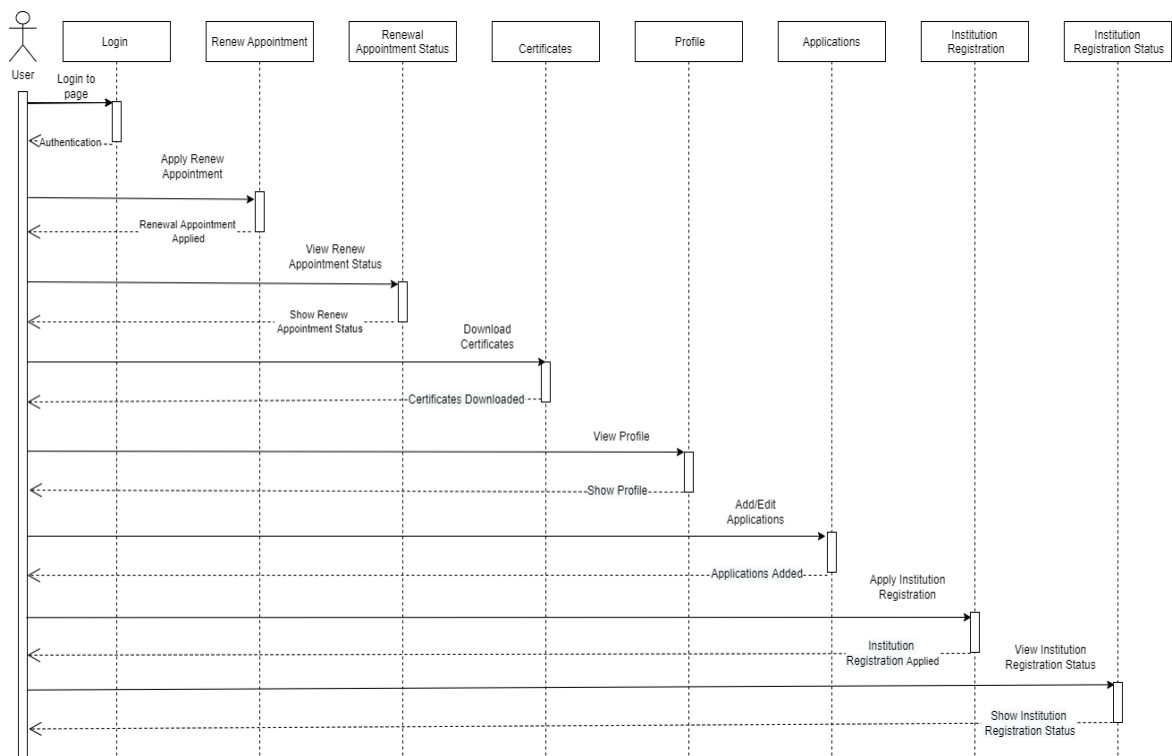 Login
Renew Appointment
Renewal
Appointment Status
Certificates
Profile
Applications
Institution
Registration
Institution
Registration Status
User
Login to
page
Authentication
Apply Renew
Appointment
Renewal Appointment
Applied
View Renew
Appointment Status
Show Renew
Appointment Status
Download
Certificates
Certificates Downloaded
View Profile
Show Profile
Add/Edit
Applications
Applications Added
Apply Institution
Registration
Institution
Registration Applied
View Institution
Registration Status
Show Institution
Registration Status